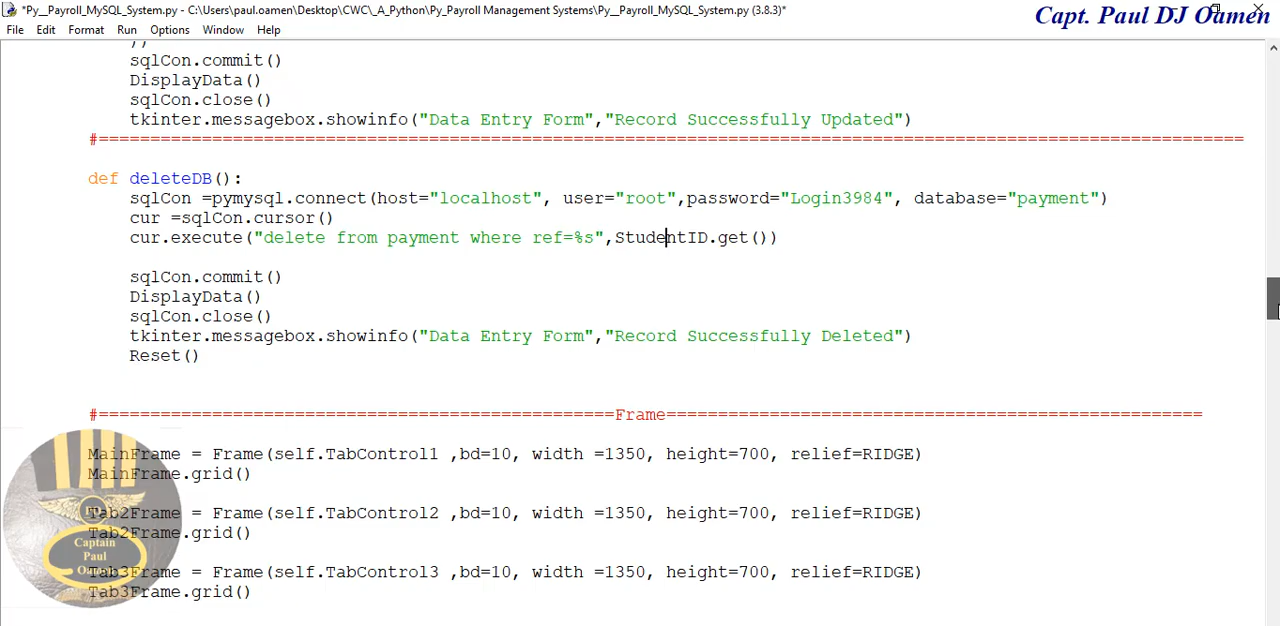 *Py__Payroll_MySQL_System.py - C:\Users\paul.oamen\Desktop\CWC\_A_Python\Py_Payroll Management Systems\Py__Payroll_MySQL_System.py (3.8.3)*
Capt. Paul DJ Oamen
File Edit Format Run Options Window Help
))
sqlCon.commit()
DisplayData()
sqlCon.close()
tkinter.messagebox.showinfo("Data Entry Form","Record Successfully Updated")
#===============================================================================================================
def deleteDB():
sqlCon =pymysql.connect(host="localhost", user="root",password="Login3984", database="payment")
cur =sqlCon.cursor()
cur.execute("delete from payment where ref=%s",StudentID.get())
sqlCon.commit()
DisplayData()
sqlCon.close()
tkinter.messagebox.showinfo("Data Entry Form","Record Successfully Deleted")
Reset()
#==================================================Frame====================================================
MainFrame = Frame(self.TabControl1 ,bd=10, width =1350, height=700, relief=RIDGE)
MainFrame.grid()
Tab2Frame = Frame(self.TabControl2 ,bd=10, width =1350, height=700, relief=RIDGE)
Tab2Frame.grid()
Tab3Frame = Frame(self.TabControl3 ,bd=10, width =1350, height=700, relief=RIDGE)
Tab3Frame.grid()
Captain
Paul